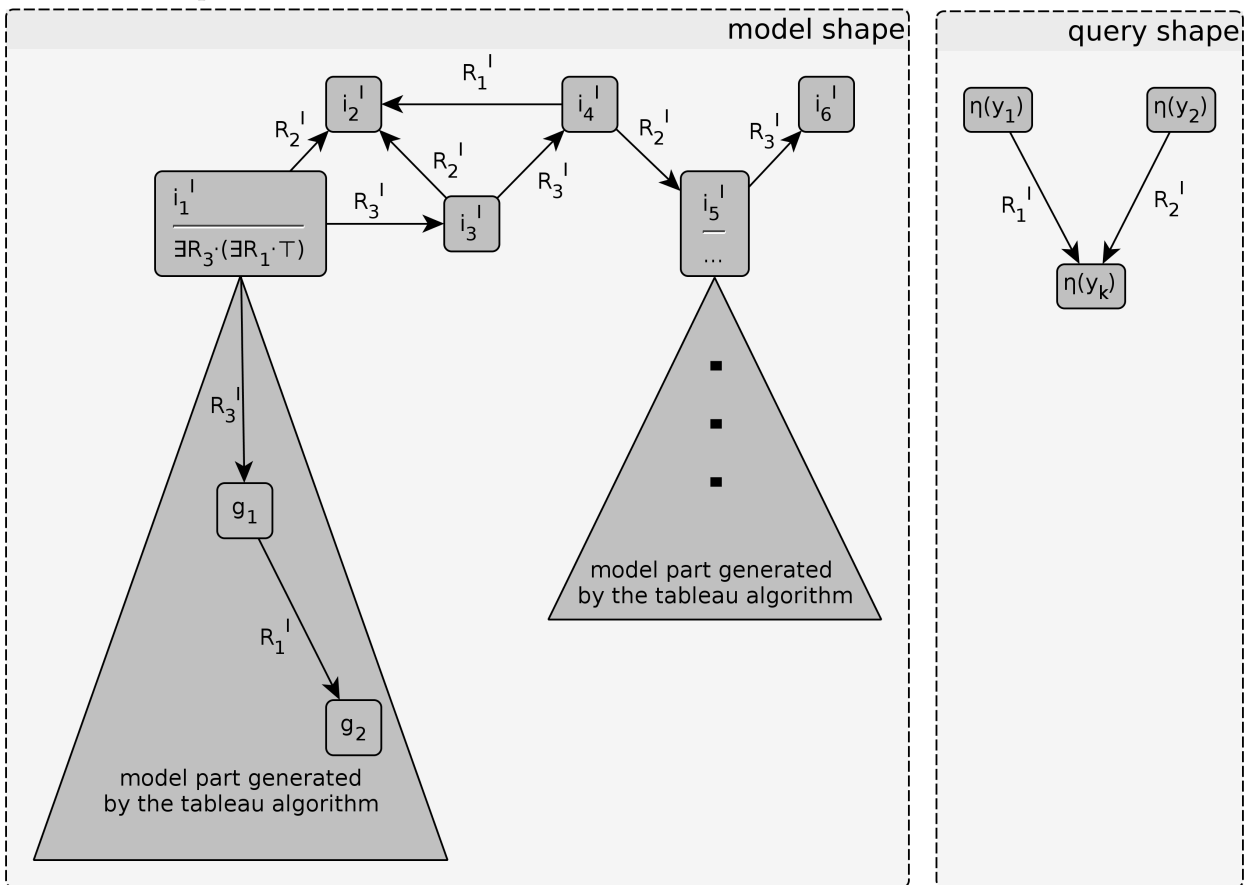 model shape
R₁ᴵ
i₂ᴵ
i₄ᴵ
i₆ᴵ
R₂ᴵ
R₂ᴵ
R₂ᴵ
R₃ᴵ
i₁ᴵ
∃R₃·(∃R₁·⊤)
R₃ᴵ
i₃ᴵ
R₃ᴵ
i₅ᴵ
...
R₃ᴵ
g₁
R₁ᴵ
g₂
model part generated
by the tableau algorithm
model part generated
by the tableau algorithm
query shape
η(y₁)
η(y₂)
R₁ᴵ
R₂ᴵ
η(yₖ)